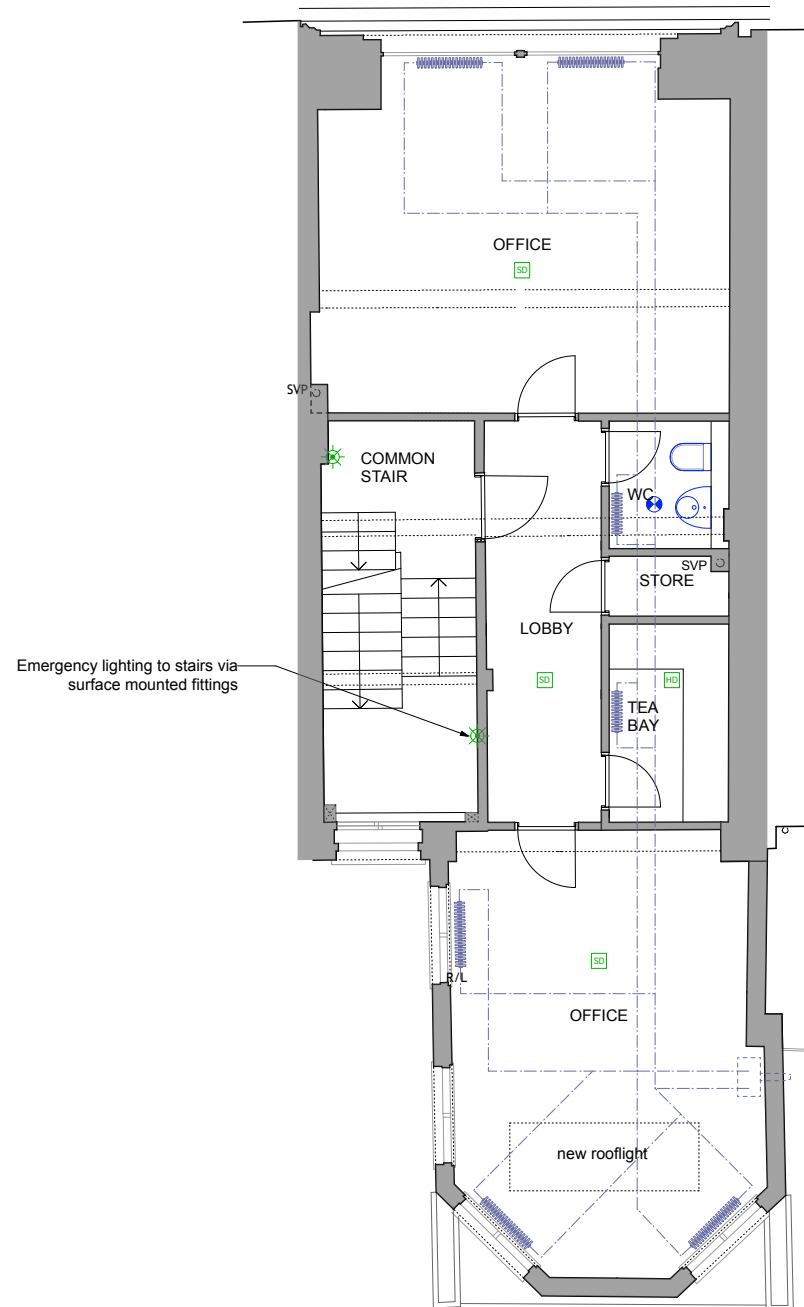 OFFICE
SD
SVP
COMMON
STAIR
WC
SVP
STORE
LOBBY
Emergency lighting to stairs via
surface mounted fittings
SD
HD
TEA
BAY
SD
R/L
OFFICE
new rooflight